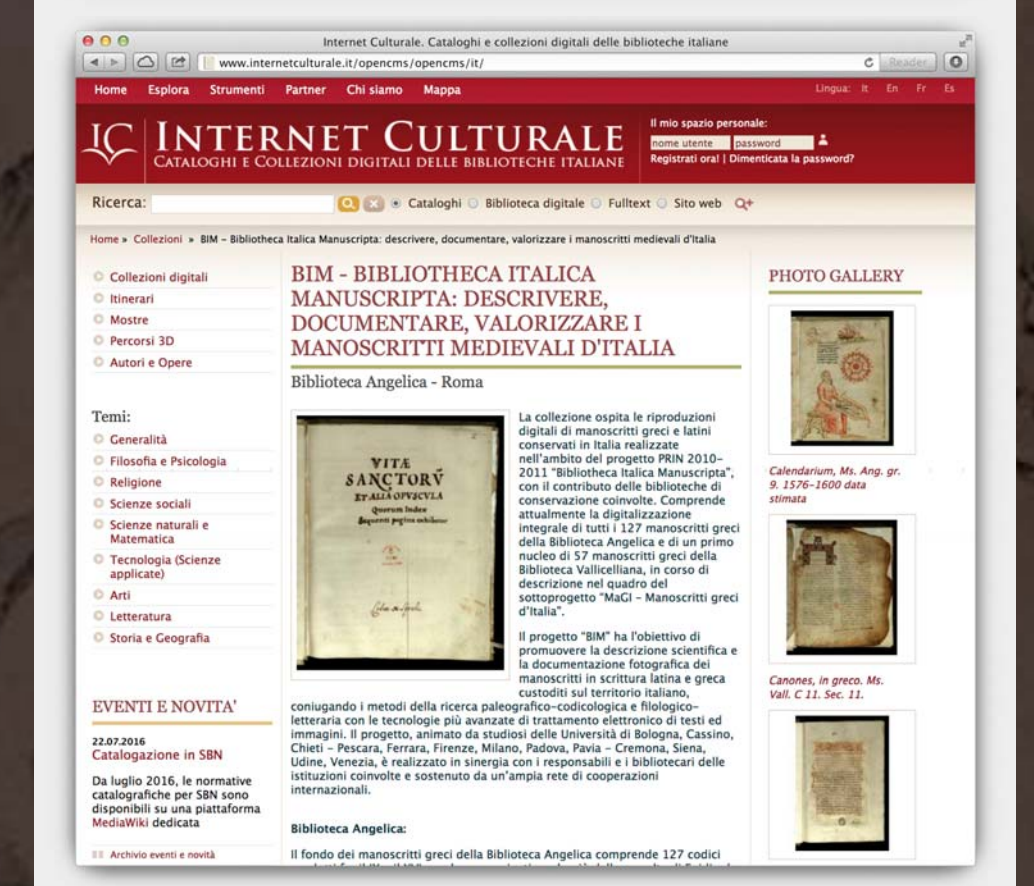 Internet Culturale. Cataloghi e collezioni digitali delle biblioteche italiane
www.internetculturale.it/opencms/opencms/it/
Reader
Home Esplora Strumenti Partner Chi siamo Mappa
Lingua: It En Fr Es
IC INTERNET CULTURALE
CATALOGHI E COLLEZIONI DIGITALI DELLE BIBLIOTECHE ITALIANE
Il mio spazio personale:
nome utente password
Registrati ora! | Dimenticata la password?
Ricerca: Cataloghi Biblioteca digitale Fulltext Sito web
Home » Collezioni » BIM – Bibliotheca Italica Manuscripta: descrivere, documentare, valorizzare i manoscritti medievali d'Italia
Collezioni digitali
Itinerari
Mostre
Percorsi 3D
Autori e Opere
Temi:
Generalità
Filosofia e Psicologia
Religione
Scienze sociali
Scienze naturali e
Matematica
Tecnologia (Scienze
applicate)
Arti
Letteratura
Storia e Geografia
EVENTI E NOVITA'
22.07.2016
Catalogazione in SBN
Da luglio 2016, le normative
catalografiche per SBN sono
disponibili su una piattaforma
MediaWiki dedicata
Archivio eventi e novità
BIM - BIBLIOTHECA ITALICA
MANUSCRIPTA: DESCRIVERE,
DOCUMENTARE, VALORIZZARE I
MANOSCRITTI MEDIEVALI D'ITALIA
Biblioteca Angelica - Roma
VITÆ
SANCTORV̄
ET ALIA OPVSCVLA
Quorum Index
Sequenti pagina exhibetur
La collezione ospita le riproduzioni
digitali di manoscritti greci e latini
conservati in Italia realizzate
nell'ambito del progetto PRIN 2010-
2011 "Bibliotheca Italica Manuscripta",
con il contributo delle biblioteche di
conservazione coinvolte. Comprende
attualmente la digitalizzazione
integrale di tutti i 127 manoscritti greci
della Biblioteca Angelica e di un primo
nucleo di 57 manoscritti greci della
Biblioteca Vallicelliana, in corso di
descrizione nel quadro del
sottoprogetto "MaGI – Manoscritti greci
d'Italia".
Il progetto "BIM" ha l'obiettivo di
promuovere la descrizione scientifica e
la documentazione fotografica dei
manoscritti in scrittura latina e greca
custoditi sul territorio italiano,
coniugando i metodi della ricerca paleografico-codicologica e filologico-
letteraria con le tecnologie più avanzate di trattamento elettronico di testi ed
immagini. Il progetto, animato da studiosi delle Università di Bologna, Cassino,
Chieti – Pescara, Ferrara, Firenze, Milano, Padova, Pavia – Cremona, Siena,
Udine, Venezia, è realizzato in sinergia con i responsabili e i bibliotecari delle
istituzioni coinvolte e sostenuto da un'ampia rete di cooperazioni
internazionali.
Biblioteca Angelica:
Il fondo dei manoscritti greci della Biblioteca Angelica comprende 127 codici
PHOTO GALLERY
Calendarium, Ms. Ang. gr.
9. 1576-1600 data
stimata
Canones, in greco. Ms.
Vall. C 11. Sec. 11.